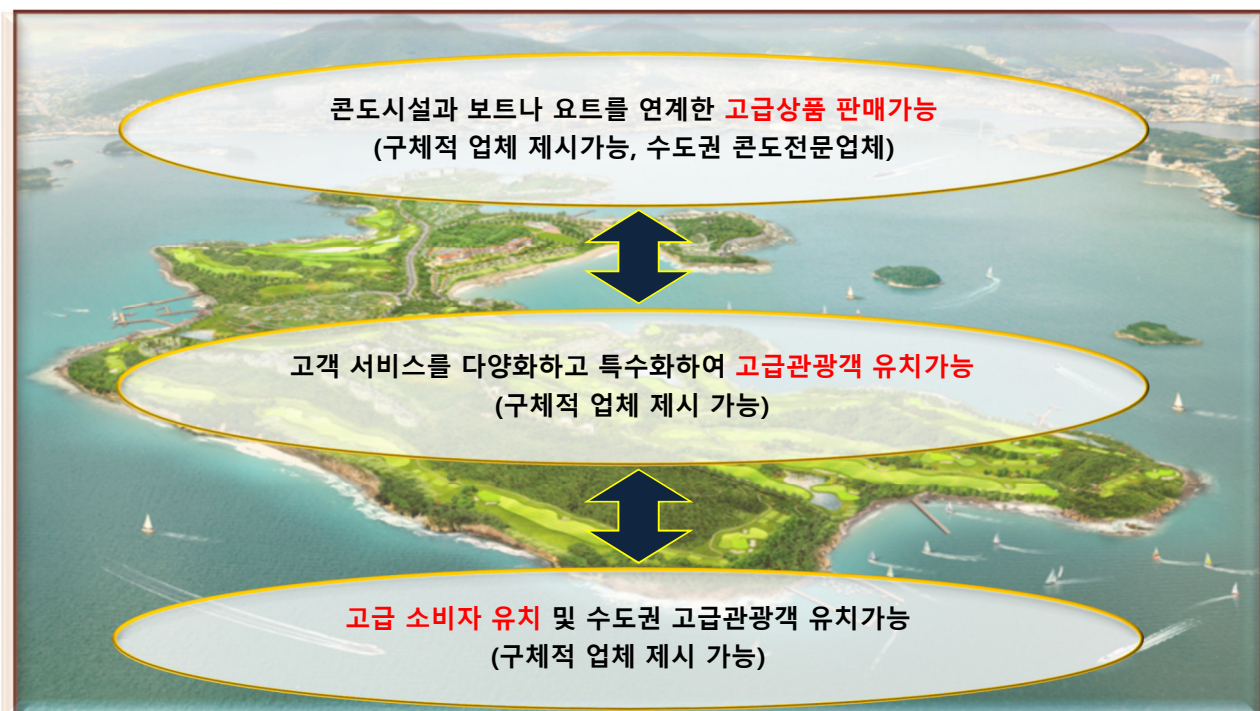 콘도시설과 보트나 요트를 연계한 고급상품 판매가능
(구체적 업체 제시가능, 수도권 콘도전문업체)
고객 서비스를 다양화하고 특수화하여 고급관광객 유치가능
(구체적 업체 제시 가능)
고급 소비자 유치 및 수도권 고급관광객 유치가능
(구체적 업체 제시 가능)